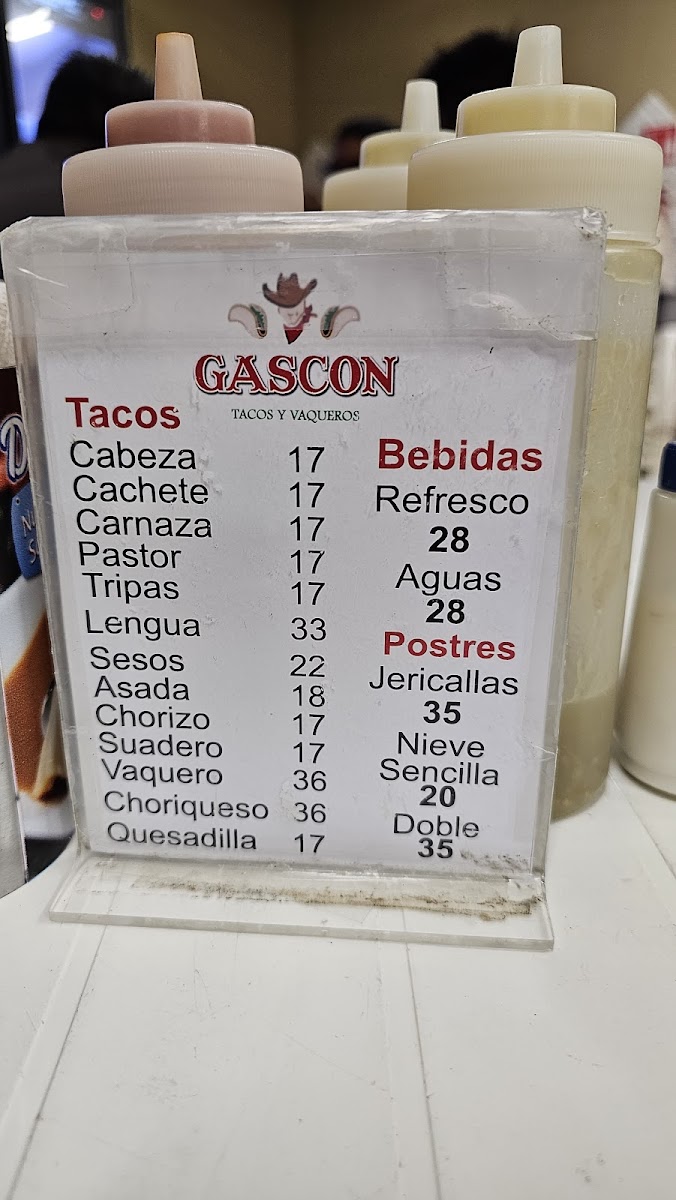 GASCON
TACOS Y VAQUEROS
Tacos
Cabeza 17
Cachete 17
Carnaza 17
Pastor 17
Tripas 17
Lengua 33
Sesos 22
Asada 18
Chorizo 17
Suadero 17
Vaquero 36
Choriqueso 36
Quesadilla 17
Bebidas
Refresco
28
Aguas
28
Postres
Jericallas
35
Nieve
Sencilla
20
Doble
35